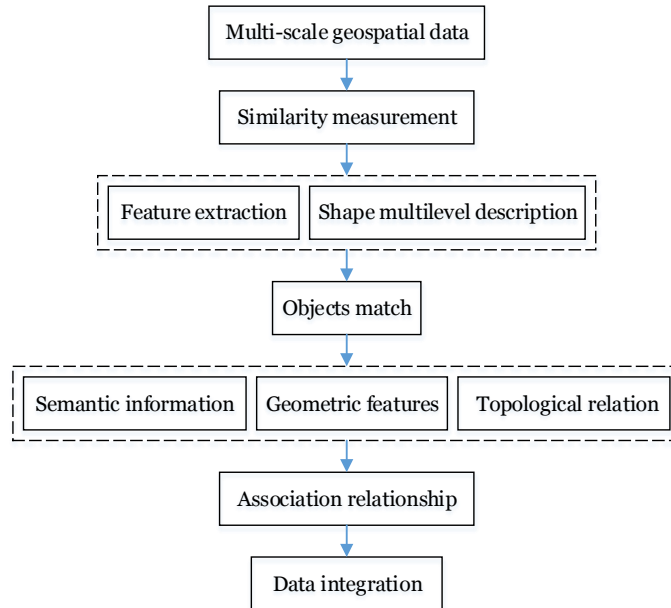 Multi-scale geospatial data
Similarity measurement
Feature extraction
Shape multilevel description
Objects match
Semantic information
Geometric features
Topological relation
Association relationship
Data integration